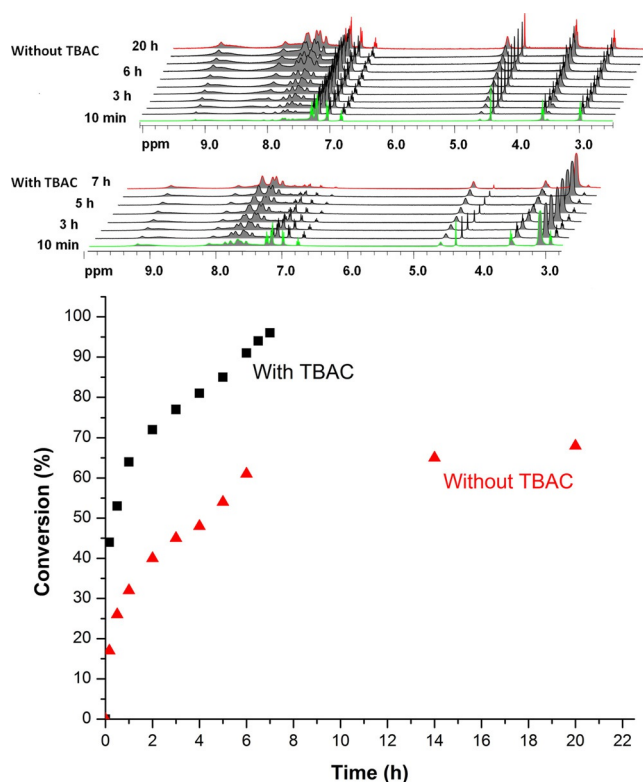 Without TBAC
20 h
6 h
3 h
10 min
ppm 9.0 8.0 7.0 6.0 5.0 4.0 3.0
With TBAC
7 h
5 h
3 h
10 min
ppm 9.0 8.0 7.0 6.0 5.0 4.0 3.0
100
90
80
70
60
50
40
30
20
10
0
Conversion (%)
With TBAC
Without TBAC
0 2 4 6 8 10 12 14 16 18 20 22
Time (h)